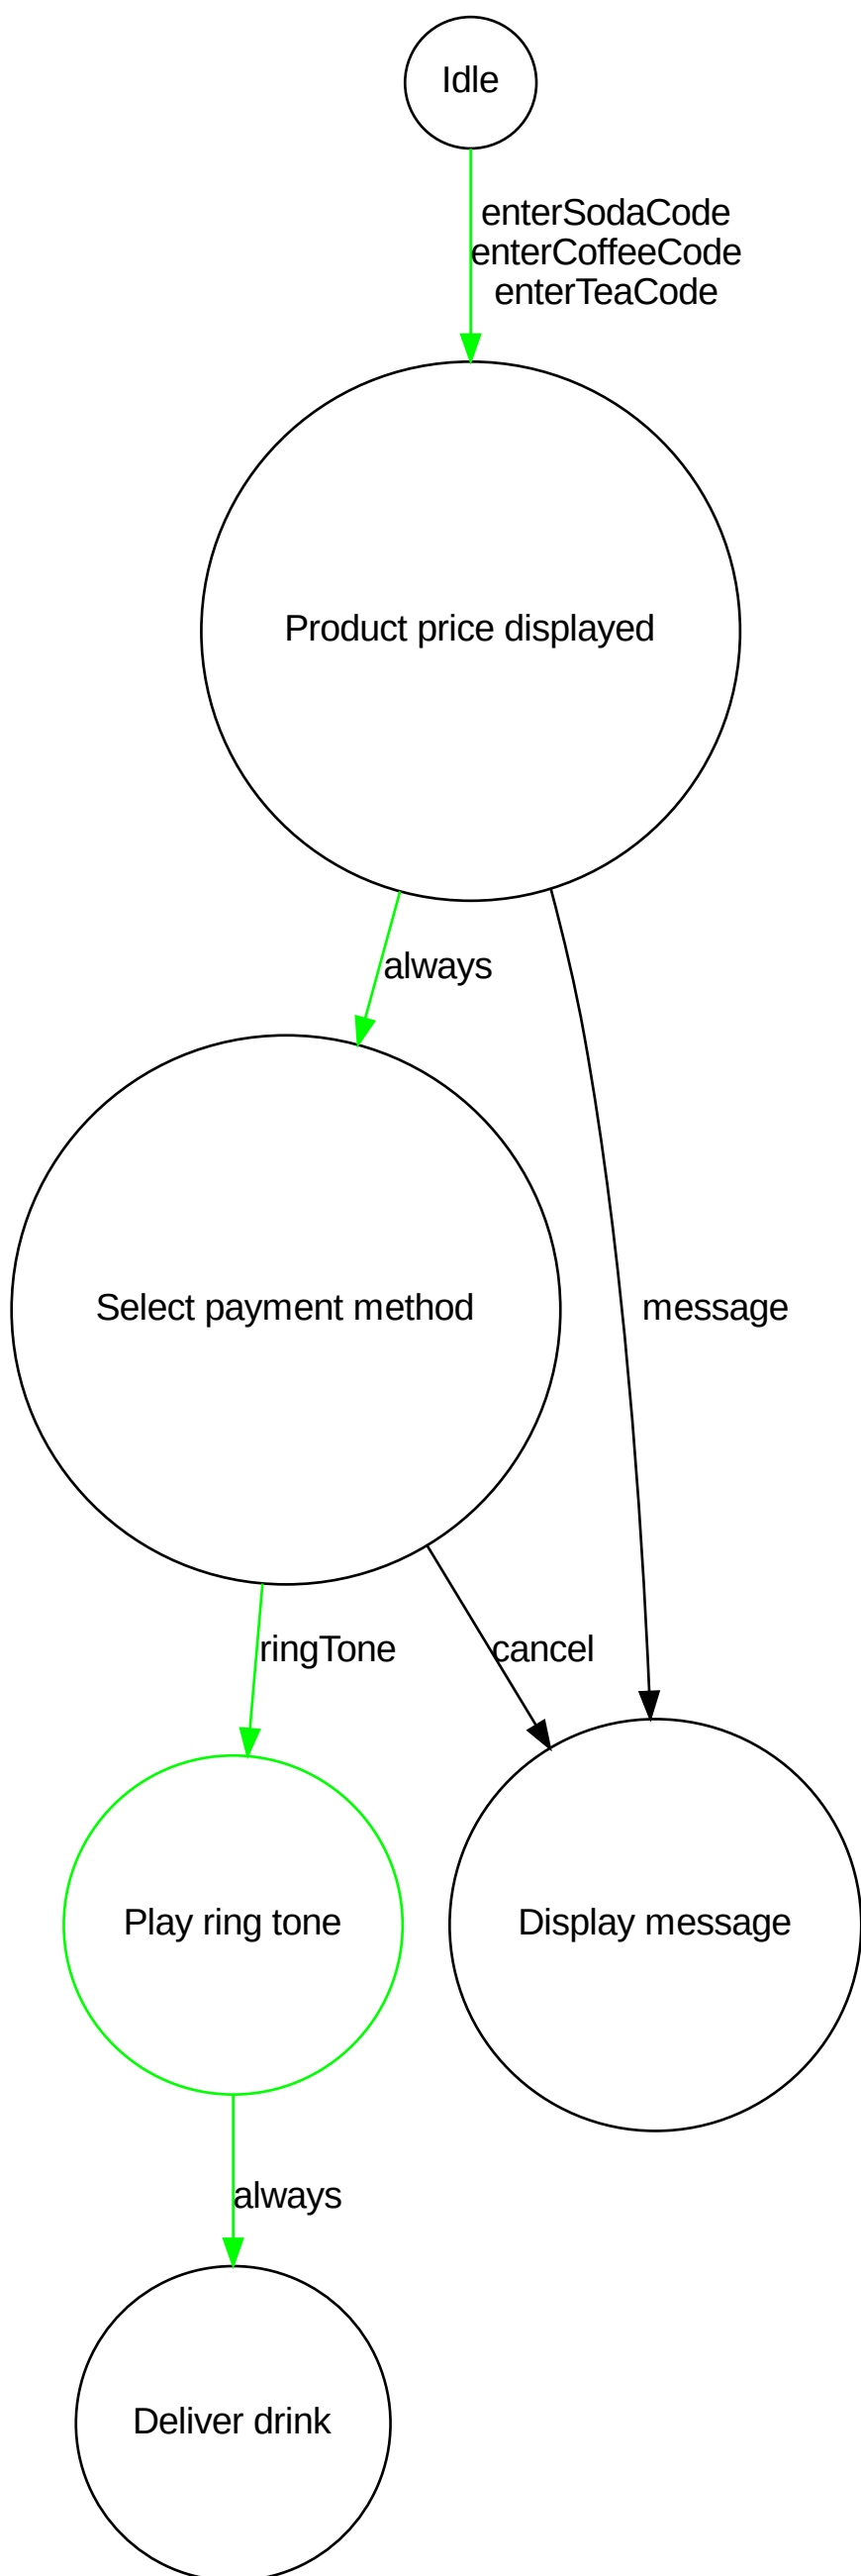 Idle
enterSodaCode
enterCoffeeCode
enterTeaCode
Product price displayed
always
Select payment method
message
ringTone
cancel
Play ring tone
Display message
always
Deliver drink